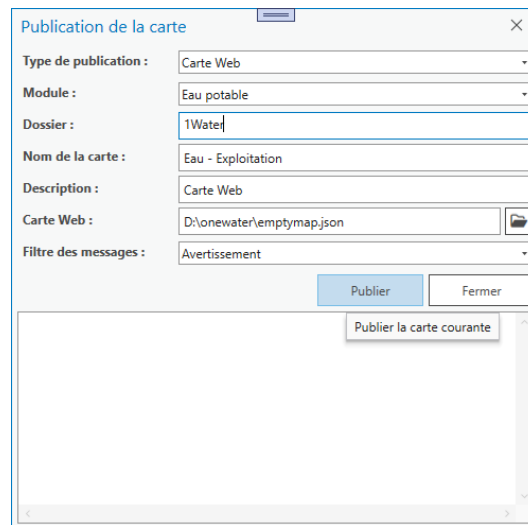 Publication de la carte
Type de publication : Carte Web
Module : Eau potable
Dossier : 1Water
Nom de la carte : Eau - Exploitation
Description : Carte Web
Carte Web : D:\onewater\emptymap.json
Filtre des messages : Avertissement
Publier Fermer
Publier la carte courante